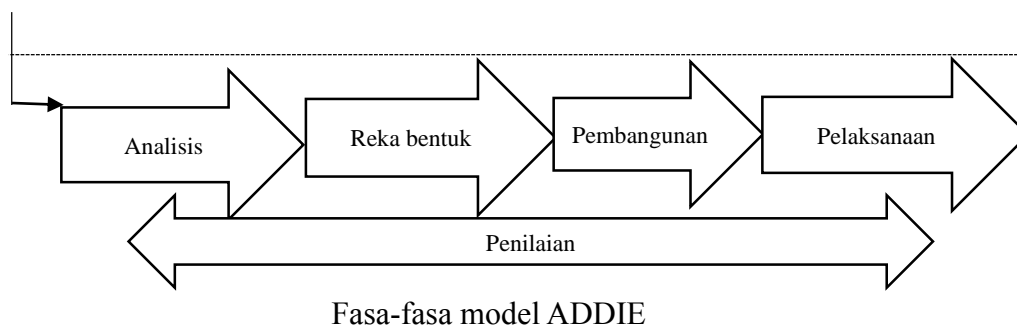 Analisis
Reka bentuk
Pembangunan
Pelaksanaan
Penilaian
Fasa-fasa model ADDIE